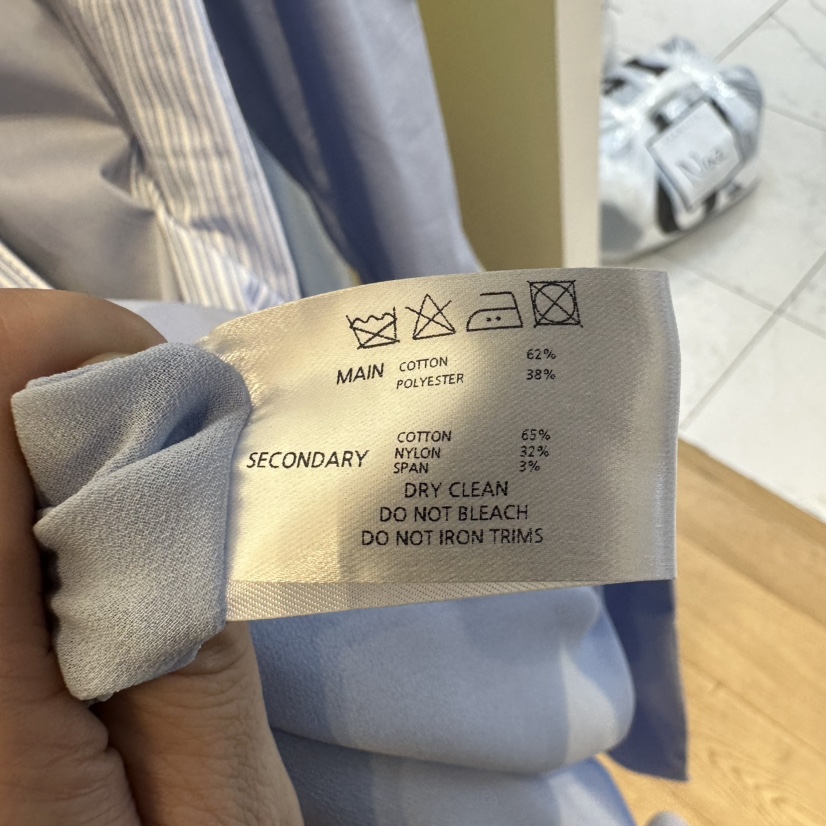 MAIN COTTON 62%
POLYESTER 38%
SECONDARY COTTON 65%
NYLON 32%
SPAN 3%
DRY CLEAN
DO NOT BLEACH
DO NOT IRON TRIMS